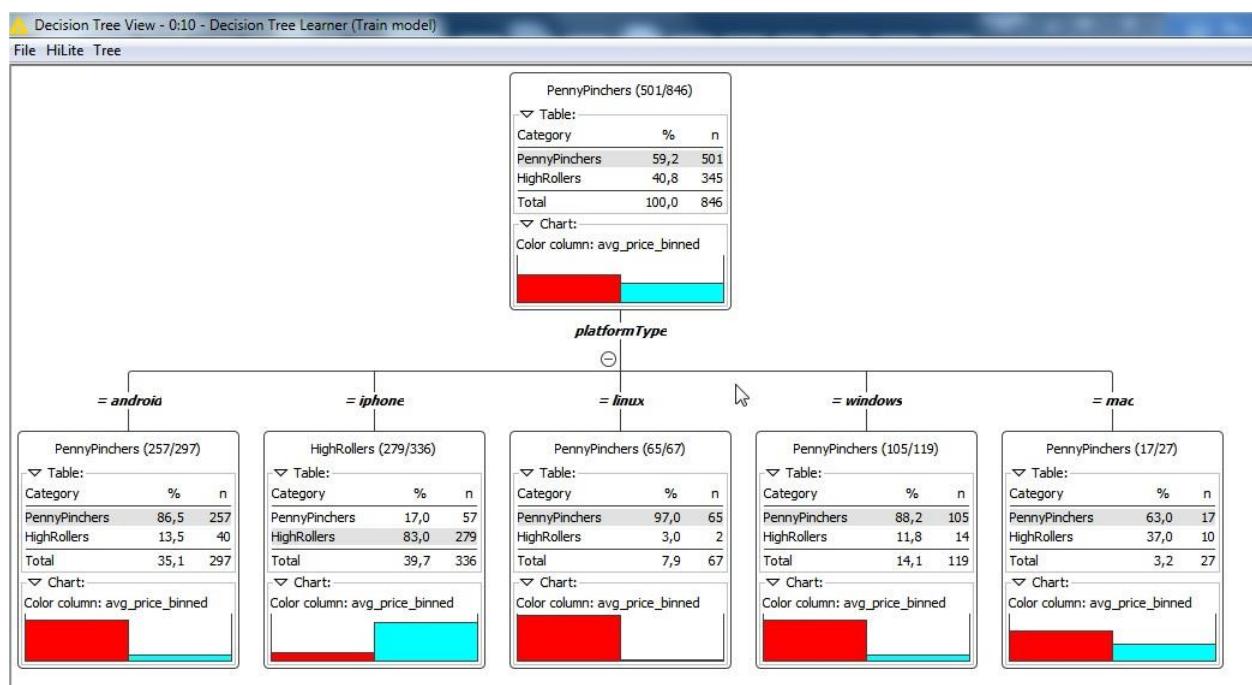 Decision Tree View - 0:10 - Decision Tree Learner (Train model)
File HiLite Tree
PennyPinchers (501/846)
Table:
Category % n
PennyPinchers 59,2 501
HighRollers 40,8 345
Total 100,0 846
Chart:
Color column: avg_price_binned
platformType
= android
= iphone
= linux
= windows
= mac
PennyPinchers (257/297)
Table:
Category % n
PennyPinchers 86,5 257
HighRollers 13,5 40
Total 35,1 297
Chart:
Color column: avg_price_binned
HighRollers (279/336)
Table:
Category % n
PennyPinchers 17,0 57
HighRollers 83,0 279
Total 39,7 336
Chart:
Color column: avg_price_binned
PennyPinchers (65/67)
Table:
Category % n
PennyPinchers 97,0 65
HighRollers 3,0 2
Total 7,9 67
Chart:
Color column: avg_price_binned
PennyPinchers (105/119)
Table:
Category % n
PennyPinchers 88,2 105
HighRollers 11,8 14
Total 14,1 119
Chart:
Color column: avg_price_binned
PennyPinchers (17/27)
Table:
Category % n
PennyPinchers 63,0 17
HighRollers 37,0 10
Total 3,2 27
Chart:
Color column: avg_price_binned